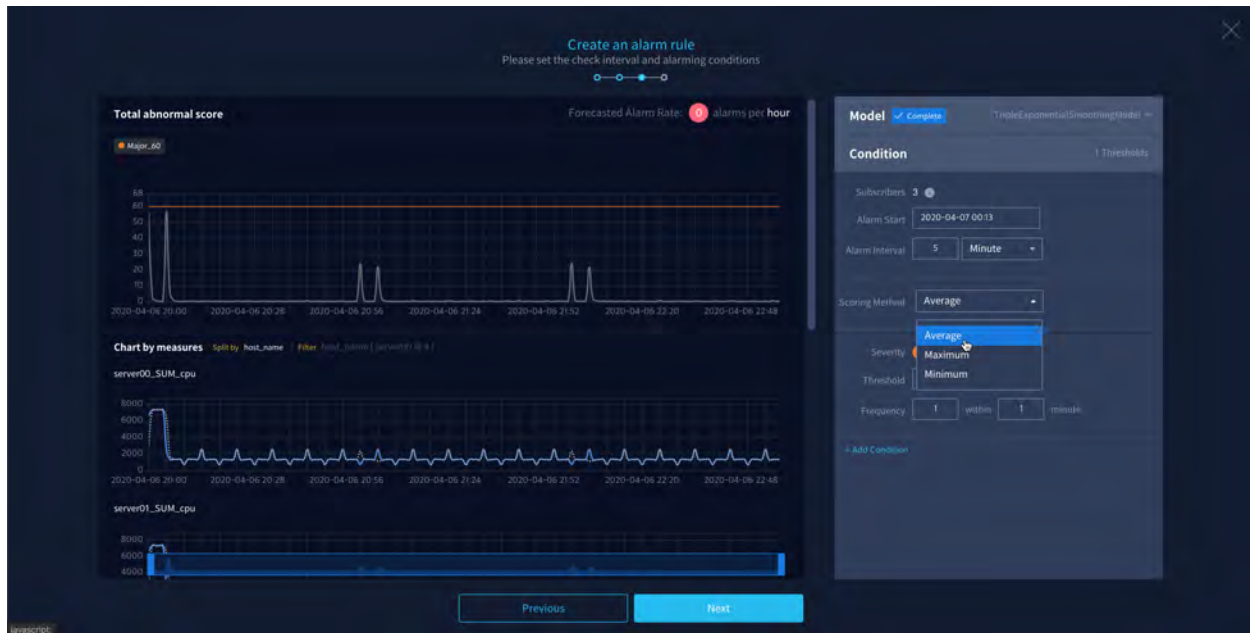 Create an alarm rule
Please set the check interval and alarming conditions
Total abnormal score
Forecasted Alarm Rate: 0 alarms per hour
Major_60
68
60
50
40
30
20
10
0
2020-04-06 20:00 2020-04-06 20:28 2020-04-06 20:56 2020-04-06 21:24 2020-04-06 21:52 2020-04-06 22:20 2020-04-06 22:48
Chart by measures Split by host_name Filter
server00_SUM_cpu
8000
6000
4000
2000
0
2020-04-06 20:00 2020-04-06 20:28 2020-04-06 20:56 2020-04-06 21:24 2020-04-06 21:52 2020-04-06 22:20 2020-04-06 22:48
server01_SUM_cpu
8000
6000
4000
Model Complete TripleExponentialSmoothingModel
Condition 1 Thresholds
Subscribers 3
Alarm Start 2020-04-07 00:13
Alarm Interval 5 Minute
Scoring Method Average
Average
Maximum
Minimum
Severity
Threshold
Frequency 1 within 1 minute
+ Add Condition
Previous
Next
javascript: